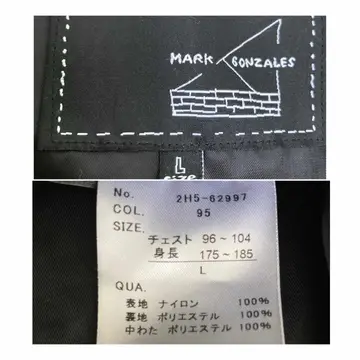 MARK GONZALES
L
size
No. 2H5-62997
COL. 95
SIZE.
チェスト 96～104
身長 175～185
L
QUA.
表地 ナイロン 100%
裏地 ポリエステル 100%
中わた ポリエステル 100%